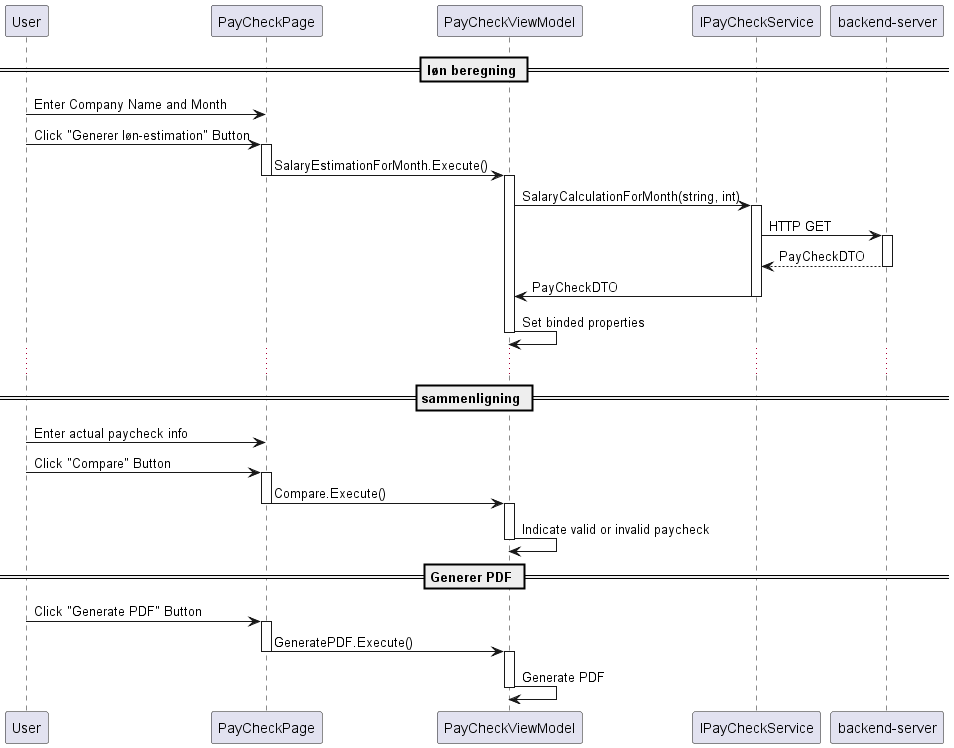 User PayCheckPage PayCheckViewModel IPayCheckService backend-server
løn beregning
Enter Company Name and Month
Click "Generer løn-estimation" Button
SalaryEstimationForMonth.Execute()
SalaryCalculationForMonth(string, int)
HTTP GET
PayCheckDTO
PayCheckDTO
Set binded properties
sammenligning
Enter actual paycheck info
Click "Compare" Button
Compare.Execute()
Indicate valid or invalid paycheck
Generer PDF
Click "Generate PDF" Button
GeneratePDF.Execute()
Generate PDF
User PayCheckPage PayCheckViewModel IPayCheckService backend-server